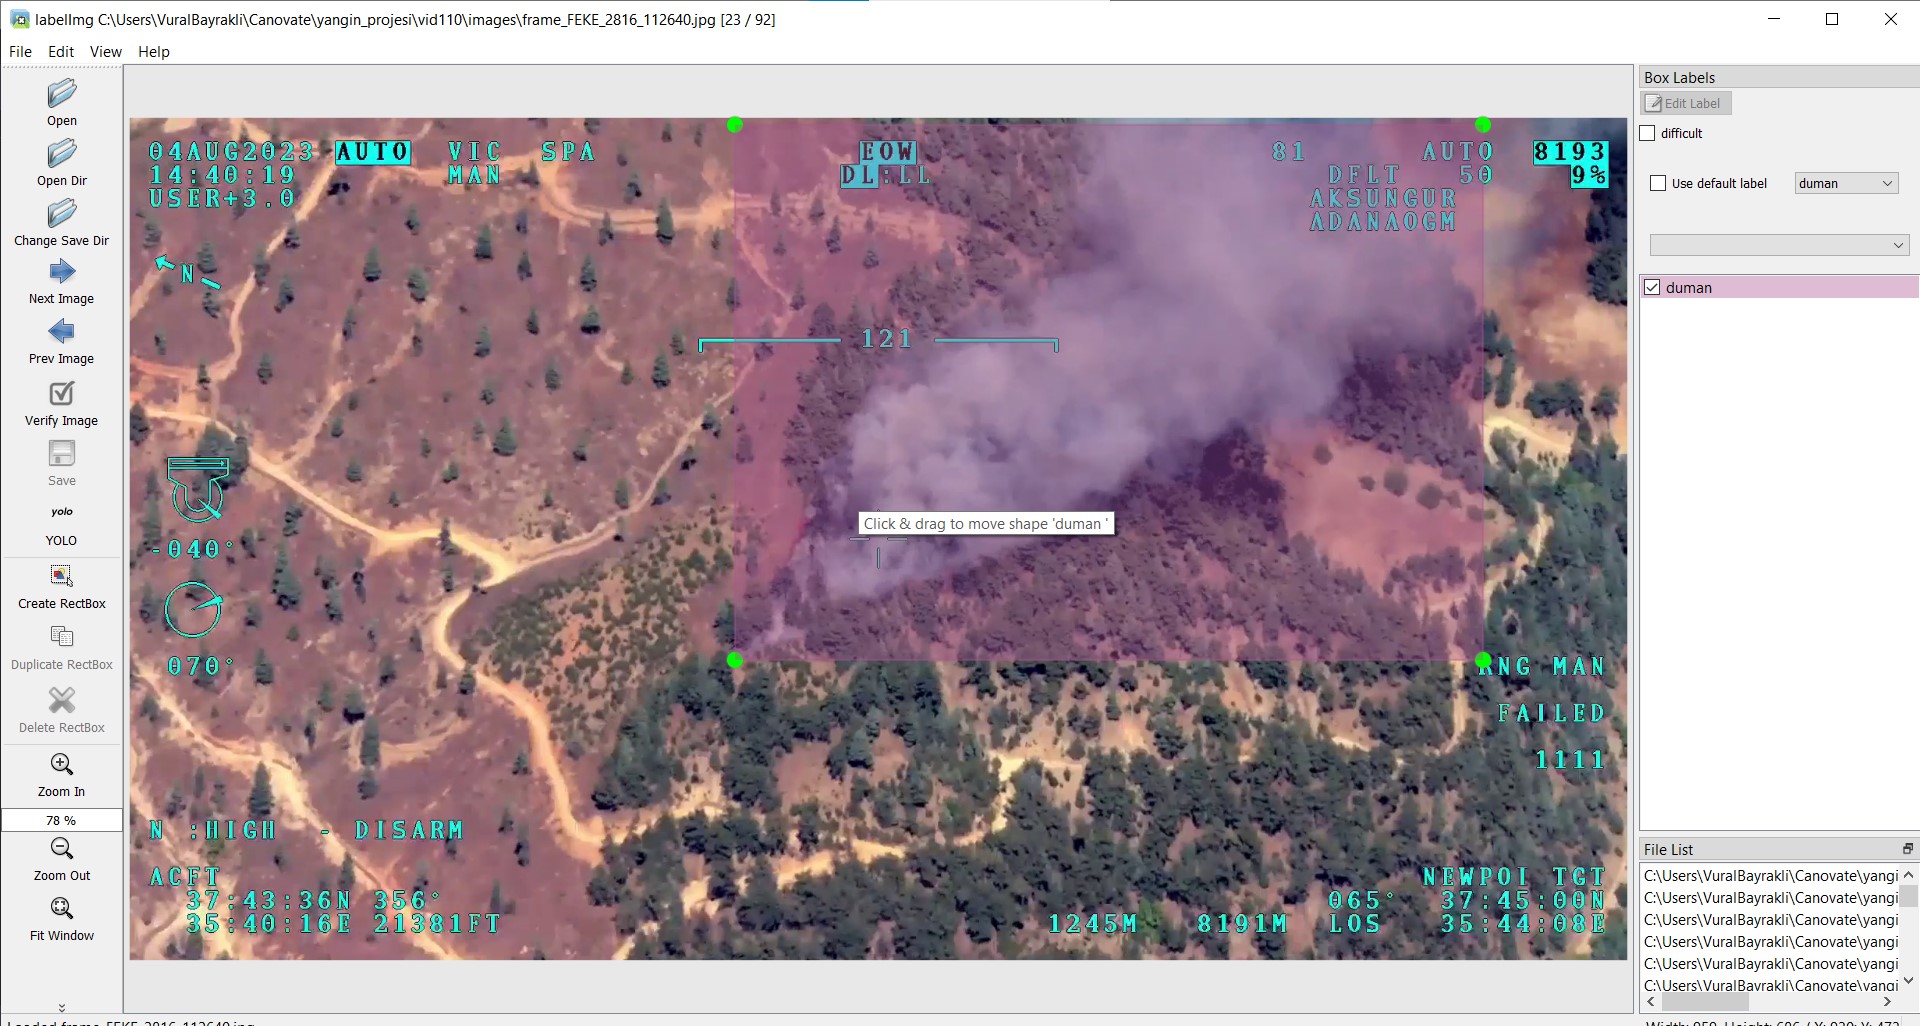 labelImg C:\Users\VuralBayrakli\Canovate\yangin_projesi\vid110\images\frame_FEKE_2816_112640.jpg [23 / 92]
File Edit View Help
Open
Open Dir
Change Save Dir
Next Image
Prev Image
Verify Image
Save
yolo
YOLO
Create RectBox
Duplicate RectBox
Delete RectBox
Zoom In
78 %
Zoom Out
Fit Window
04AUG2023 AUTO VIC SPA EOW 81 AUTO 8193
14:40:19 MAN DL:LL DFLT 50 9%
USER+3.0 AKSUNGUR
ADANAOGM
N
121
Click & drag to move shape 'duman '
-040°
070°
RNG MAN
FAILED
1111
N :HIGH - DISARM
ACFT NEWPOI TGT
37:43:36N 356° 065° 37:45:00N
35:40:16E 21381FT 1245M 8191M LOS 35:44:08E
Box Labels
Edit Label
difficult
Use default label duman
duman
File List
C:\Users\VuralBayrakli\Canovate\yangi
C:\Users\VuralBayrakli\Canovate\yangi
C:\Users\VuralBayrakli\Canovate\yangi
C:\Users\VuralBayrakli\Canovate\yangi
C:\Users\VuralBayrakli\Canovate\yangi
C:\Users\VuralBayrakli\Canovate\yangi